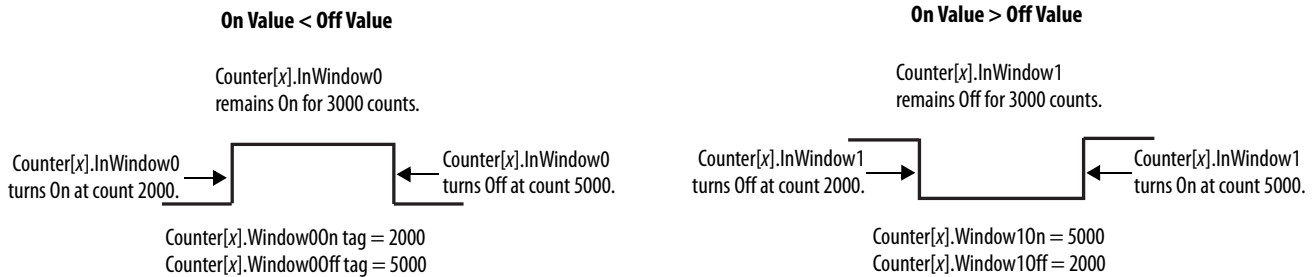 On Value < Off Value
Counter[x].InWindow0
remains On for 3000 counts.
Counter[x].InWindow0
turns On at count 2000.
Counter[x].InWindow0
turns Off at count 5000.
Counter[x].Window0On tag = 2000
Counter[x].Window0Off tag = 5000
On Value > Off Value
Counter[x].InWindow1
remains Off for 3000 counts.
Counter[x].InWindow1
turns Off at count 2000.
Counter[x].InWindow1
turns On at count 5000.
Counter[x].Window1On = 5000
Counter[x].Window1Off = 2000